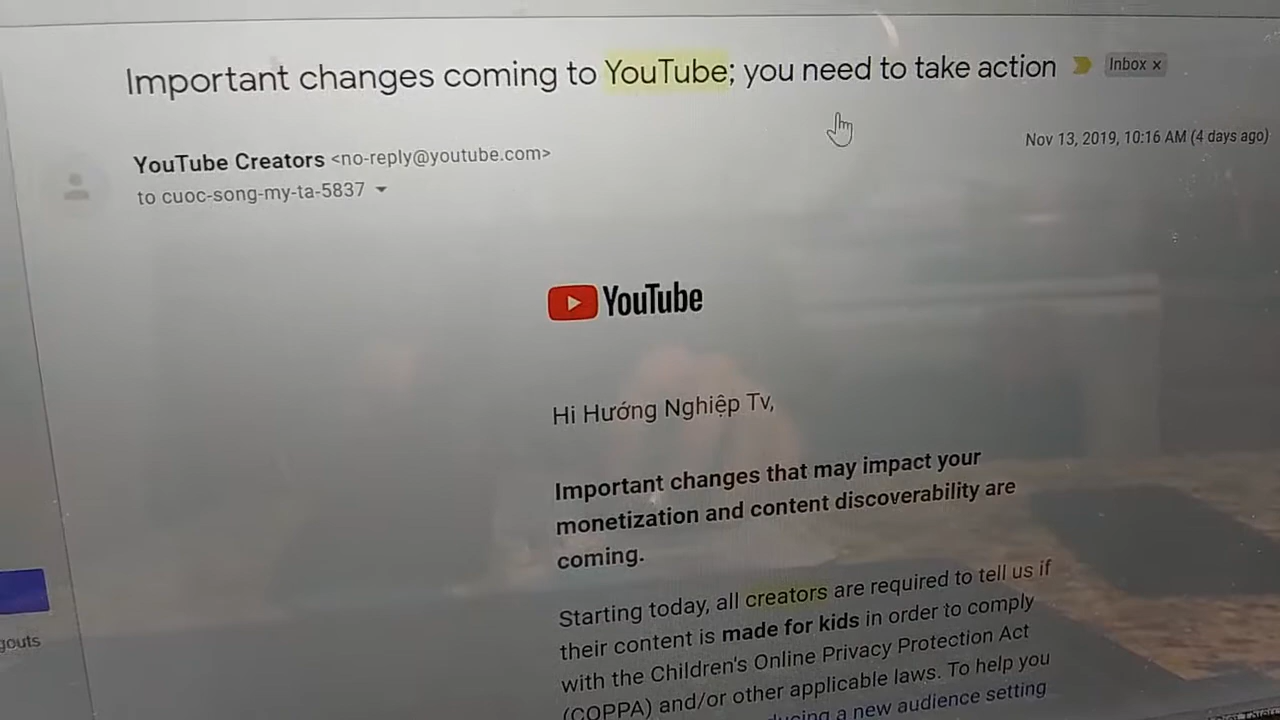 Important changes coming to YouTube; you need to take action
Inbox x
YouTube Creators <no-reply@youtube.com>
Nov 13, 2019, 10:16 AM (4 days ago)
to cuoc-song-my-ta-5837
YouTube
Hi Hướng Nghiệp Tv,
Important changes that may impact your
monetization and content discoverability are
coming.
Starting today, all creators are required to tell us if
their content is made for kids in order to comply
with the Children's Online Privacy Protection Act
(COPPA) and/or other applicable laws. To help you
a new audience setting